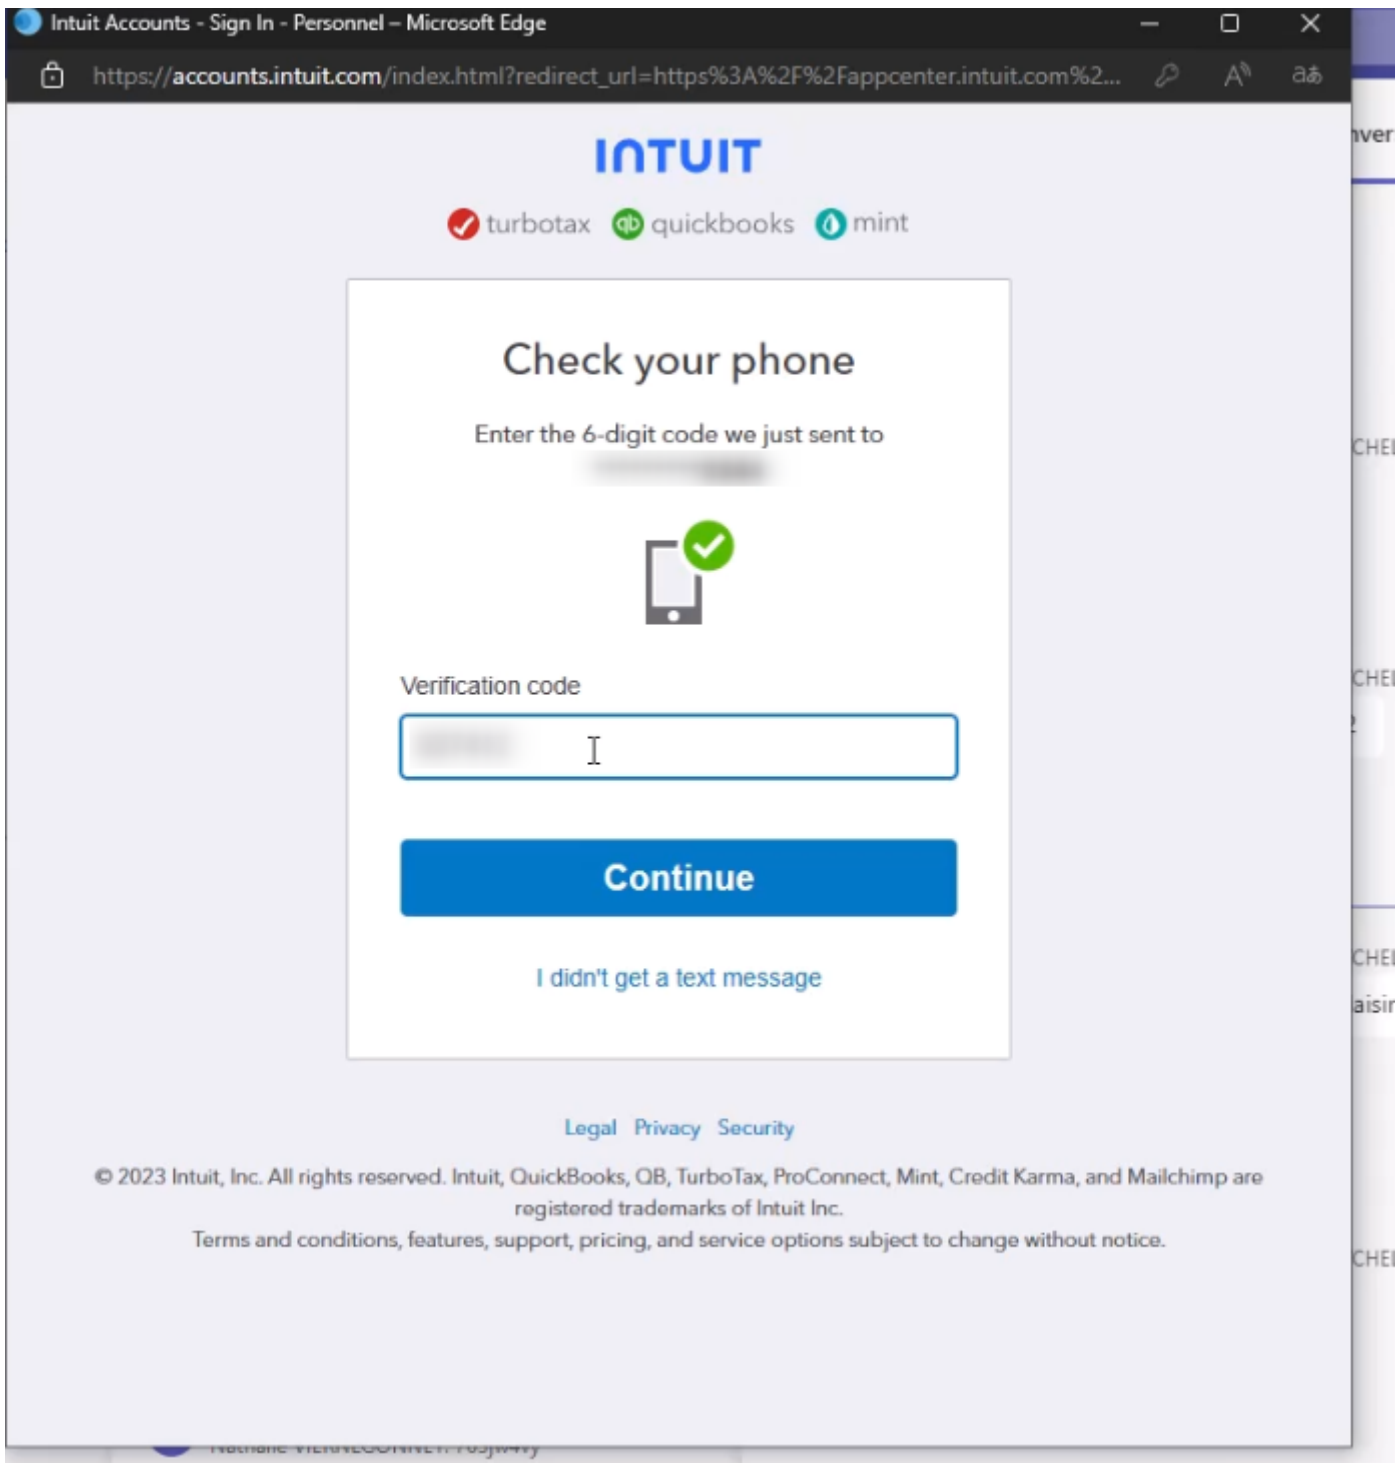 Intuit Accounts - Sign In - Personnel – Microsoft Edge
https://accounts.intuit.com/index.html?redirect_url=https%3A%2F%2Fappcenter.intuit.com%2...
INTUIT
turbotax quickbooks mint
Check your phone
Enter the 6-digit code we just sent to
Verification code
Continue
I didn't get a text message
Legal Privacy Security
© 2023 Intuit, Inc. All rights reserved. Intuit, QuickBooks, QB, TurboTax, ProConnect, Mint, Credit Karma, and Mailchimp are
registered trademarks of Intuit Inc.
Terms and conditions, features, support, pricing, and service options subject to change without notice.